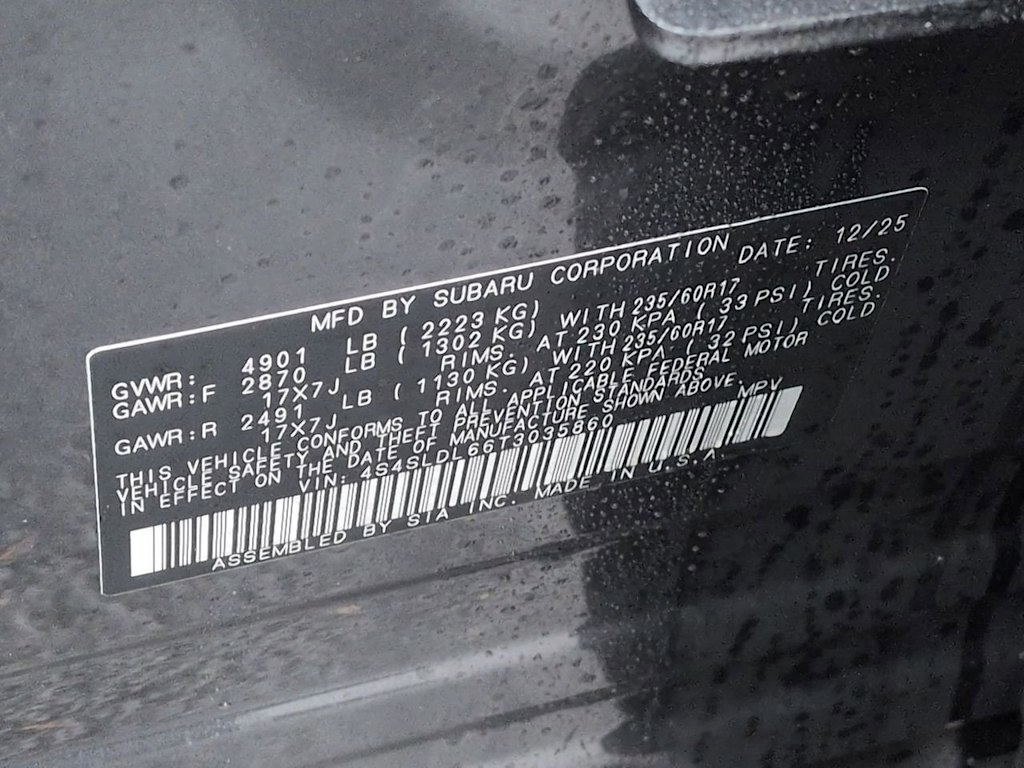 MFD BY SUBARU CORPORATION DATE: 12/25
GVWR: 4901 LB (2223 KG)
GAWR:F 2870 LB (1302 KG) WITH 235/60R17 TIRES.
17X7J RIMS. AT 230 KPA (33 PSI) COLD
GAWR:R 2491 LB (1130 KG) WITH 235/60R17 TIRES.
17X7J RIMS. AT 220 KPA (32 PSI) COLD
THIS VEHICLE CONFORMS TO ALL APPLICABLE FEDERAL MOTOR
VEHICLE SAFETY AND THEFT PREVENTION STANDARDS
IN EFFECT ON THE DATE OF MANUFACTURE SHOWN ABOVE.
VIN: 4S4SLDL66T3035860 MPV
ASSEMBLED BY SIA INC. MADE IN U.S.A